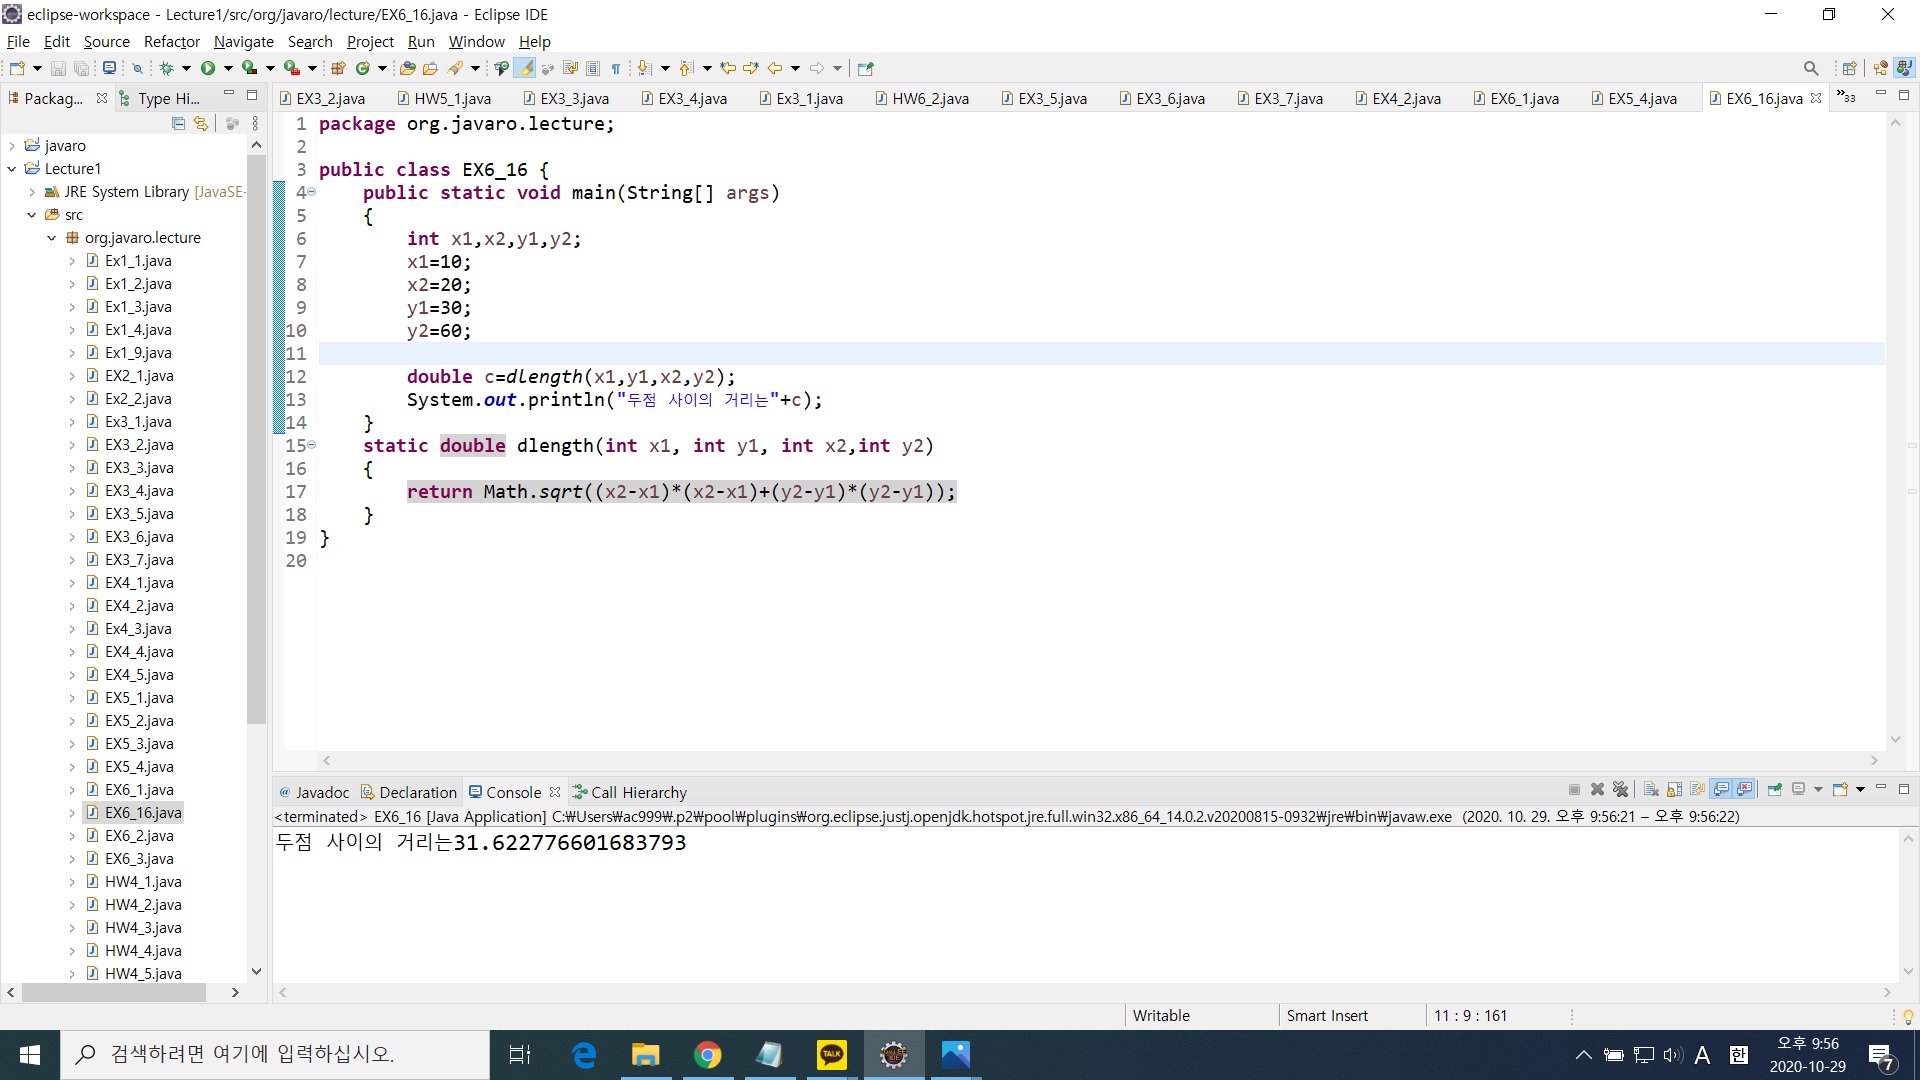 eclipse-workspace - Lecture1/src/org/javaro/lecture/EX6_16.java - Eclipse IDE
File Edit Source Refactor Navigate Search Project Run Window Help
Packag... Type Hi...
EX3_2.java HW5_1.java EX3_3.java EX3_4.java Ex3_1.java HW6_2.java EX3_5.java EX3_6.java EX3_7.java EX4_2.java EX6_1.java EX5_4.java EX6_16.java »33
javaro
Lecture1
JRE System Library [JavaSE-
src
org.javaro.lecture
Ex1_1.java
Ex1_2.java
Ex1_3.java
Ex1_4.java
Ex1_9.java
EX2_1.java
Ex2_2.java
Ex3_1.java
EX3_2.java
EX3_3.java
EX3_4.java
EX3_5.java
EX3_6.java
EX3_7.java
EX4_1.java
EX4_2.java
Ex4_3.java
EX4_4.java
EX4_5.java
EX5_1.java
EX5_2.java
EX5_3.java
EX5_4.java
EX6_1.java
EX6_16.java
EX6_2.java
EX6_3.java
HW4_1.java
HW4_2.java
HW4_3.java
HW4_4.java
HW4_5.java
1 package org.javaro.lecture;
2
3 public class EX6_16 {
4 public static void main(String[] args)
5 {
6 int x1,x2,y1,y2;
7 x1=10;
8 x2=20;
9 y1=30;
10 y2=60;
11
12 double c=dlength(x1,y1,x2,y2);
13 System.out.println("두점 사이의 거리는"+c);
14 }
15 static double dlength(int x1, int y1, int x2,int y2)
16 {
17 return Math.sqrt((x2-x1)*(x2-x1)+(y2-y1)*(y2-y1));
18 }
19 }
20
@ Javadoc Declaration Console Call Hierarchy
<terminated> EX6_16 [Java Application] C:₩Users₩ac999₩.p2₩pool₩plugins₩org.eclipse.justj.openjdk.hotspot.jre.full.win32.x86_64_14.0.2.v20200815-0932₩jre₩bin₩javaw.exe (2020. 10. 29. 오후 9:56:21 – 오후 9:56:22)
두점 사이의 거리는31.622776601683793
Writable Smart Insert 11 : 9 : 161
검색하려면 여기에 입력하십시오.
TALK
A 한
오후 9:56
2020-10-29
7